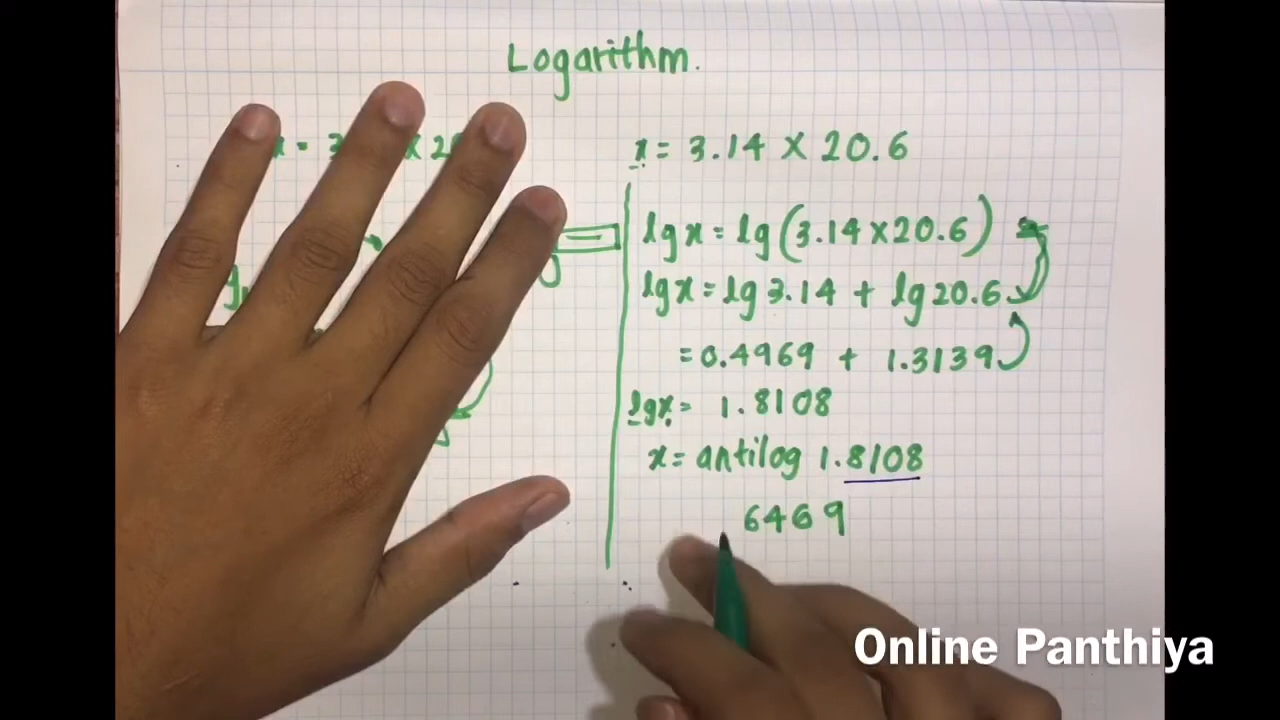 Logarithm.
x = 3.14 × 20.6
lg x = lg (3.14 × 20.6)
lg x = lg 3.14 + lg 20.6
= 0.4969 + 1.3139
lg x = 1.8108
x = antilog 1.8108
6469
Online Panthiya